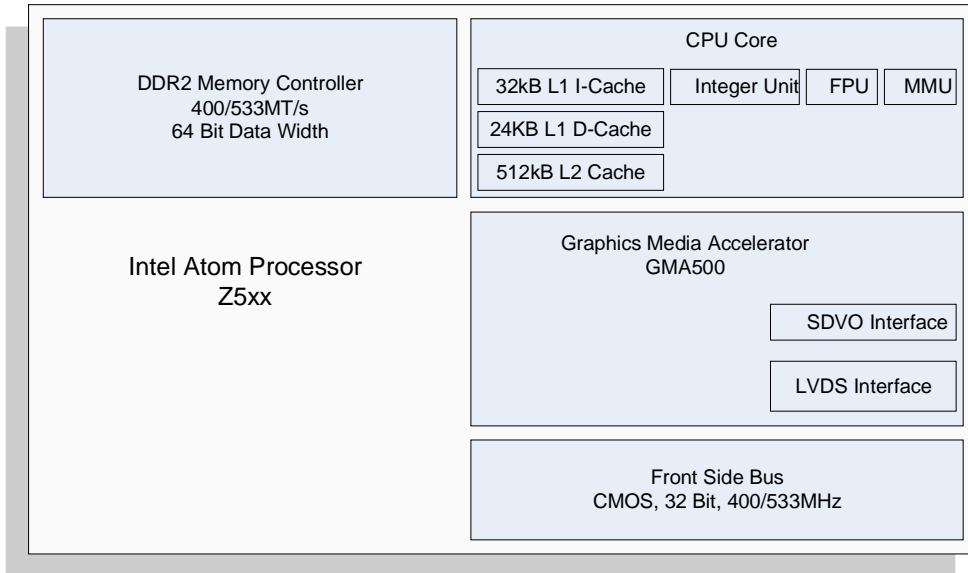 DDR2 Memory Controller
400/533MT/s
64 Bit Data Width
CPU Core
32kB L1 I-Cache
Integer Unit
FPU
MMU
24KB L1 D-Cache
512kB L2 Cache
Intel Atom Processor
Z5xx
Graphics Media Accelerator
GMA500
SDVO Interface
LVDS Interface
Front Side Bus
CMOS, 32 Bit, 400/533MHz